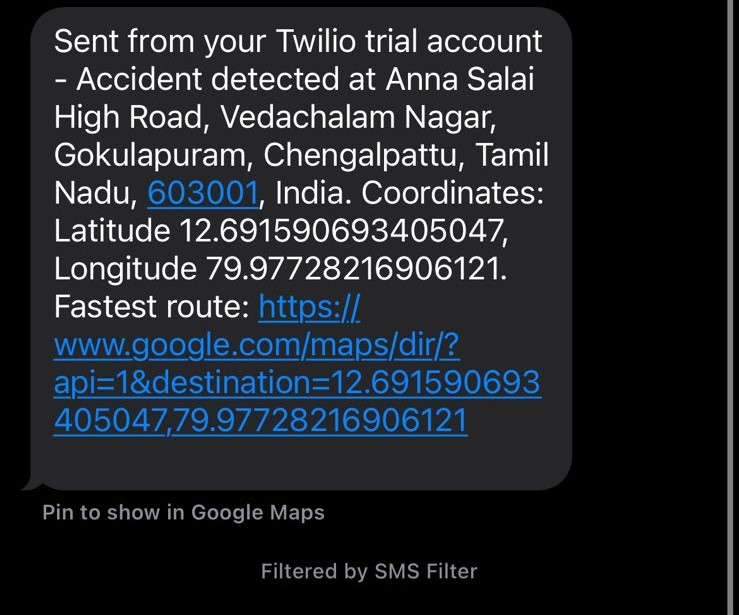 Sent from your Twilio trial account
- Accident detected at Anna Salai
High Road, Vedachalam Nagar,
Gokulapuram, Chengalpattu, Tamil
Nadu, 603001, India. Coordinates:
Latitude 12.691590693405047,
Longitude 79.97728216906121.
Fastest route: https://
www.google.com/maps/dir/?
api=1&destination=12.691590693
405047,79.97728216906121
Pin to show in Google Maps
Filtered by SMS Filter